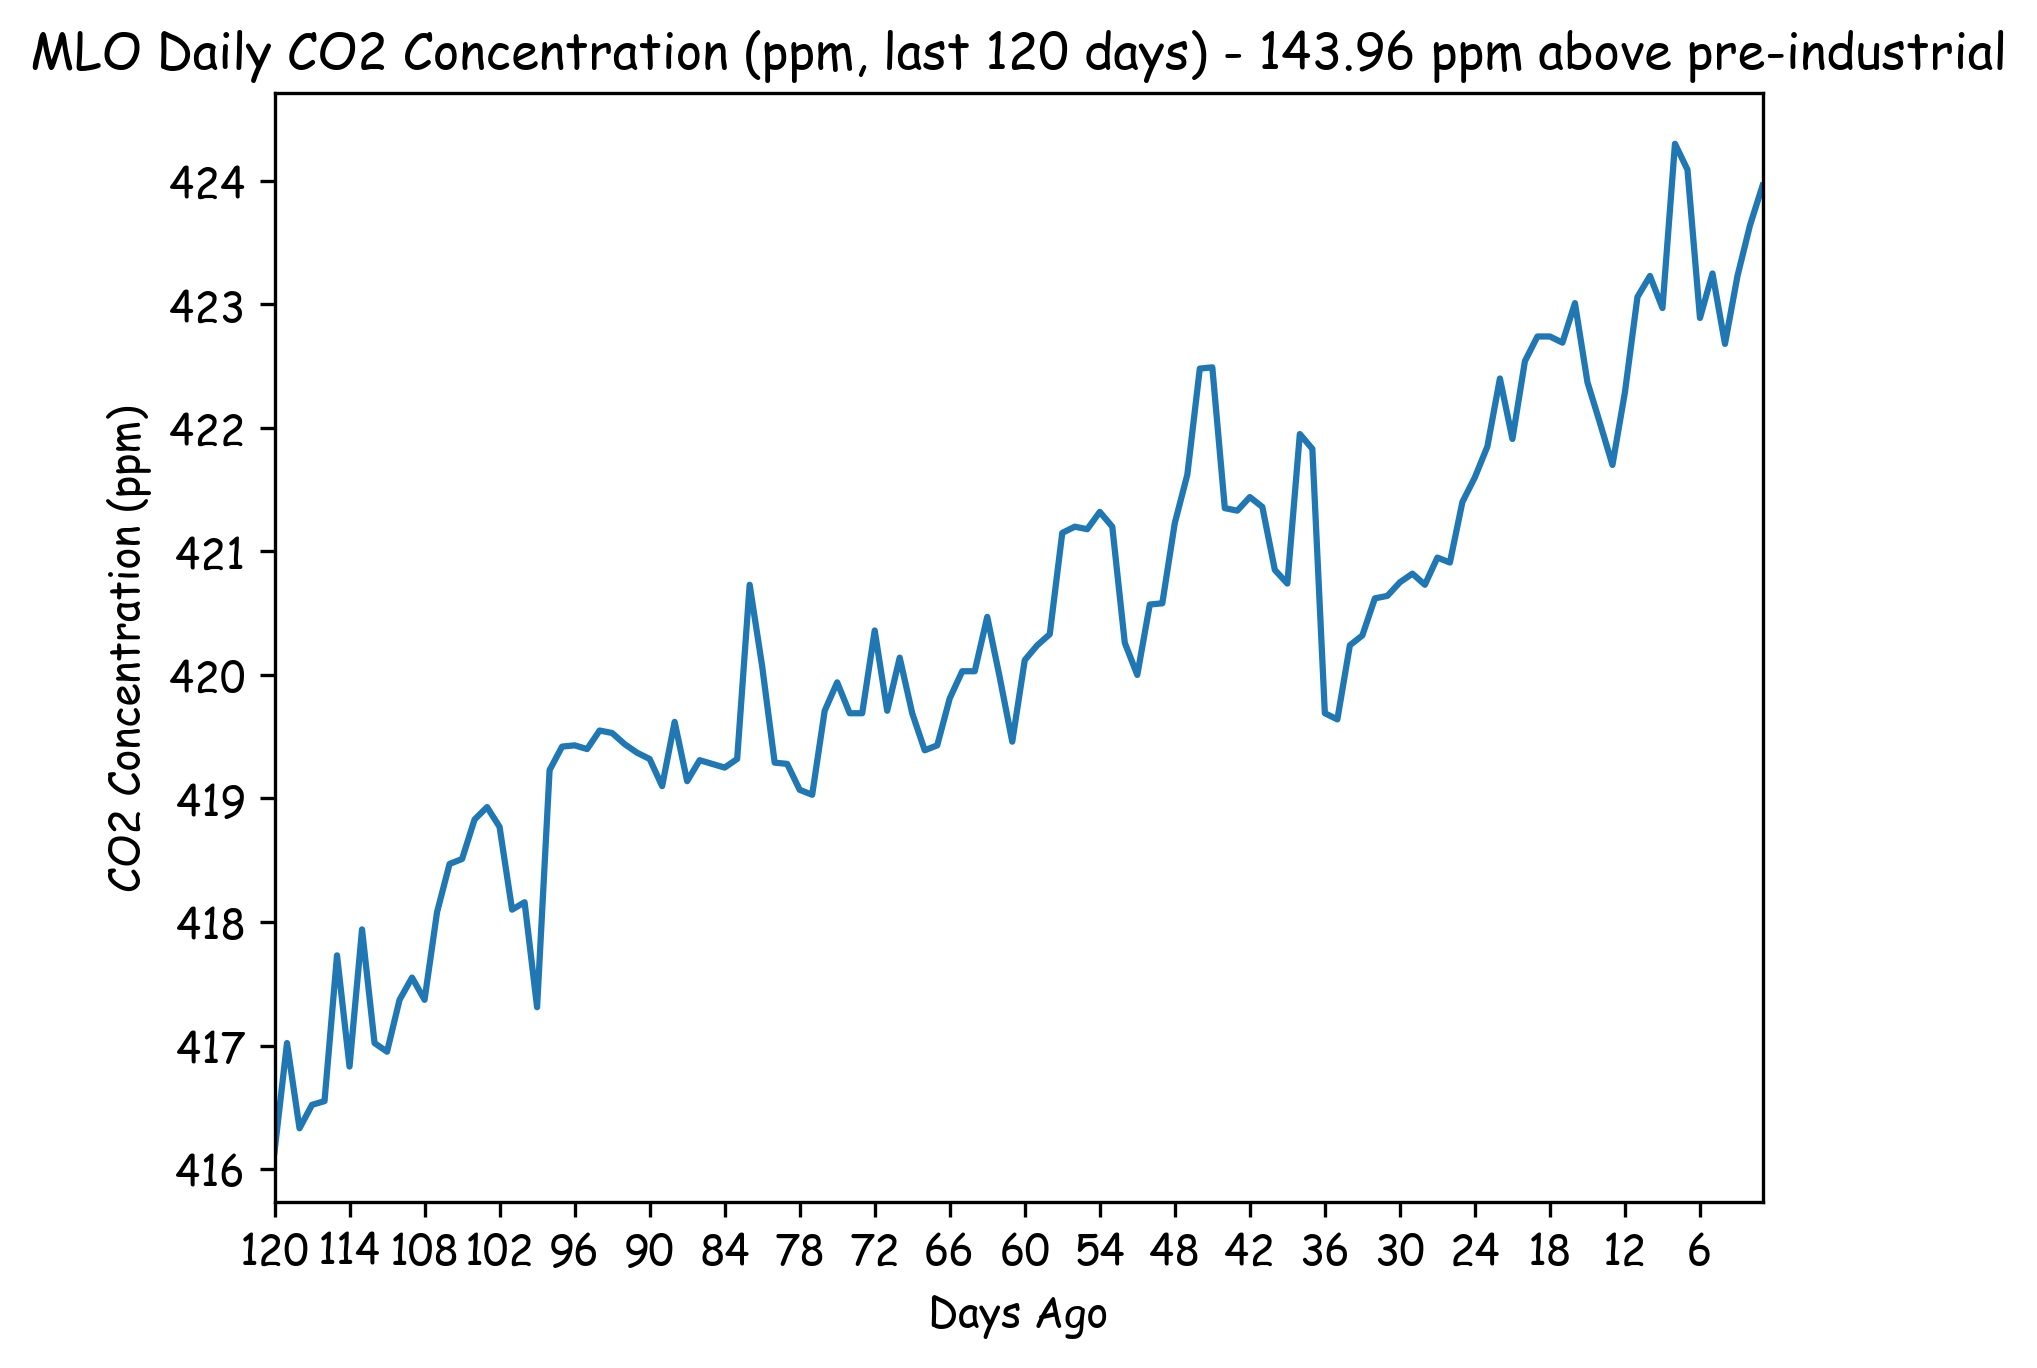 MLO Daily CO2 Concentration (ppm, last 120 days) - 143.96 ppm above pre-industrial
424
423
422
421
420
419
418
417
416
CO2 Concentration (ppm)
120 114 108 102 96 90 84 78 72 66 60 54 48 42 36 30 24 18 12 6
Days Ago